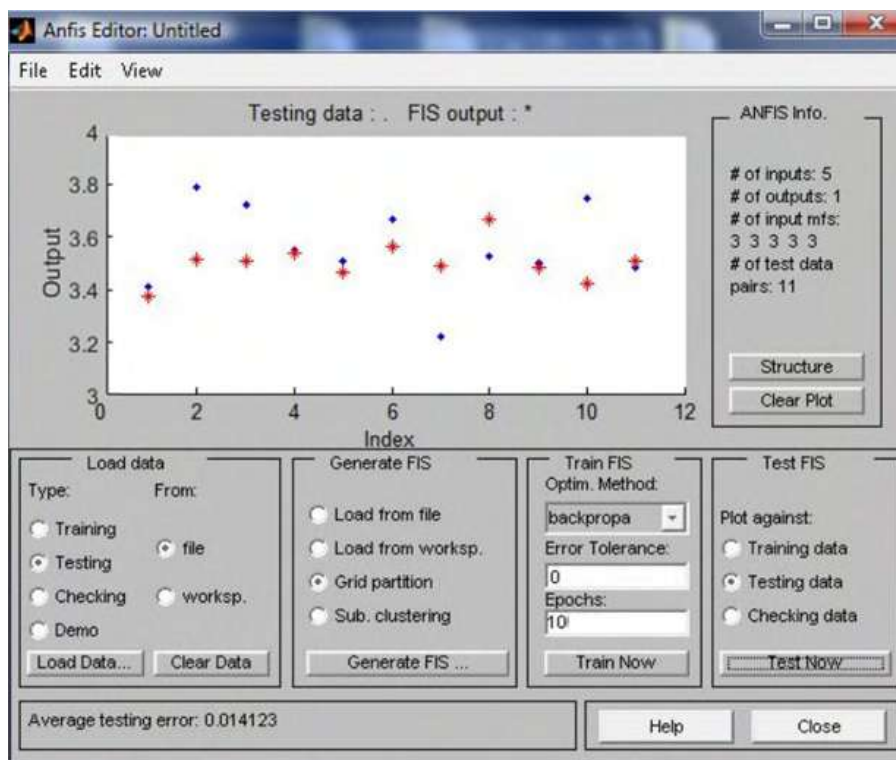 Anfis Editor: Untitled
File Edit View
Testing data : . FIS output : *
4
3.8
3.6
3.4
3.2
3
Output
0 2 4 6 8 10 12
Index
ANFIS Info.
# of inputs: 5
# of outputs: 1
# of input mfs:
3 3 3 3 3
# of test data
pairs: 11
Structure
Clear Plot
Load data
Type: From:
Training
Testing
Checking
Demo
file
worksp.
Load Data... Clear Data
Generate FIS
Load from file
Load from worksp.
Grid partition
Sub. clustering
Generate FIS ...
Train FIS
Optim. Method:
backpropa
Error Tolerance:
0
Epochs:
10
Train Now
Test FIS
Plot against:
Training data
Testing data
Checking data
Test Now
Average testing error: 0.014123
Help Close